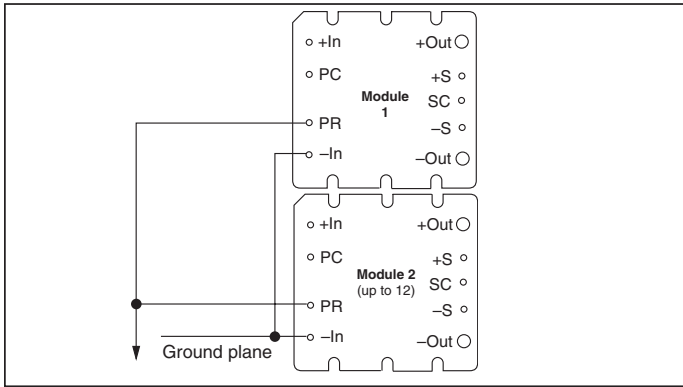 +In
+Out
PC
+S
Module
1
SC
PR
–S
–In
–Out
+In
+Out
PC
+S
Module 2
(up to 12)
SC
PR
–S
–In
–Out
Ground plane